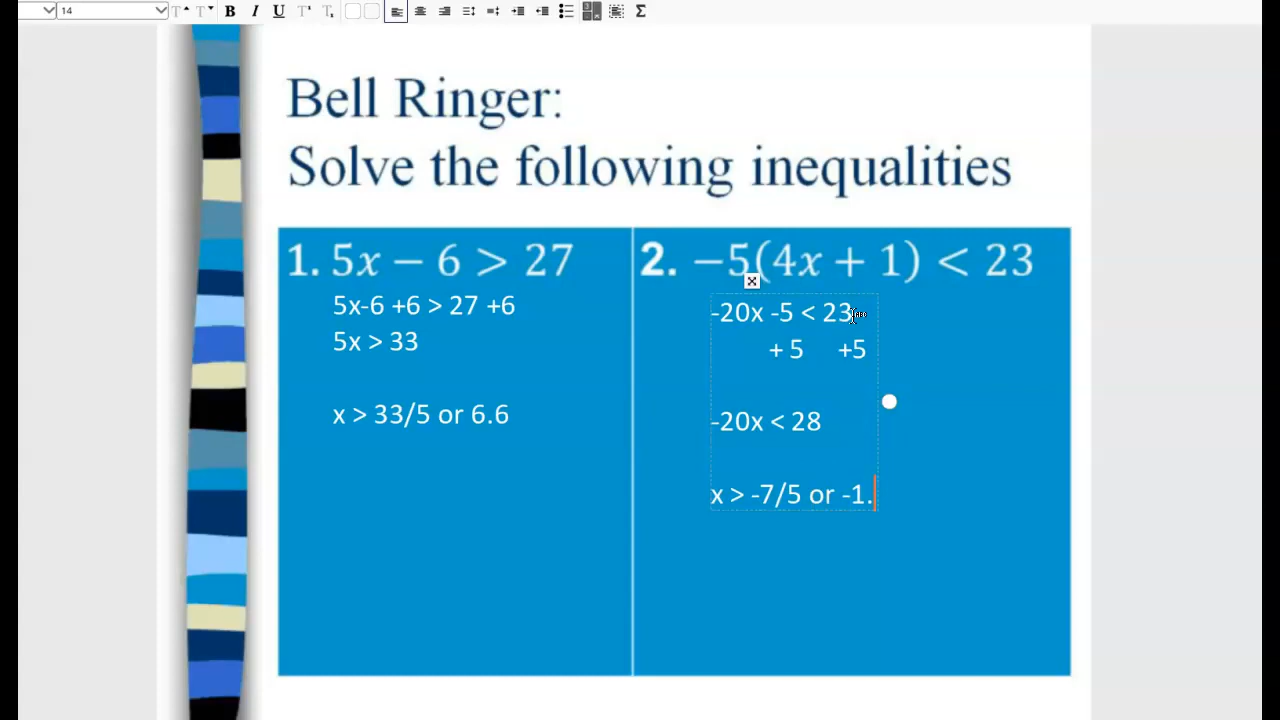 14
B I U
Bell Ringer:
Solve the following inequalities
1. 5x − 6 > 27
5x-6 +6 > 27 +6
5x > 33
x > 33/5 or 6.6
2. −5(4x + 1) < 23
-20x -5 < 23
+ 5 +5
-20x < 28
x > -7/5 or -1.